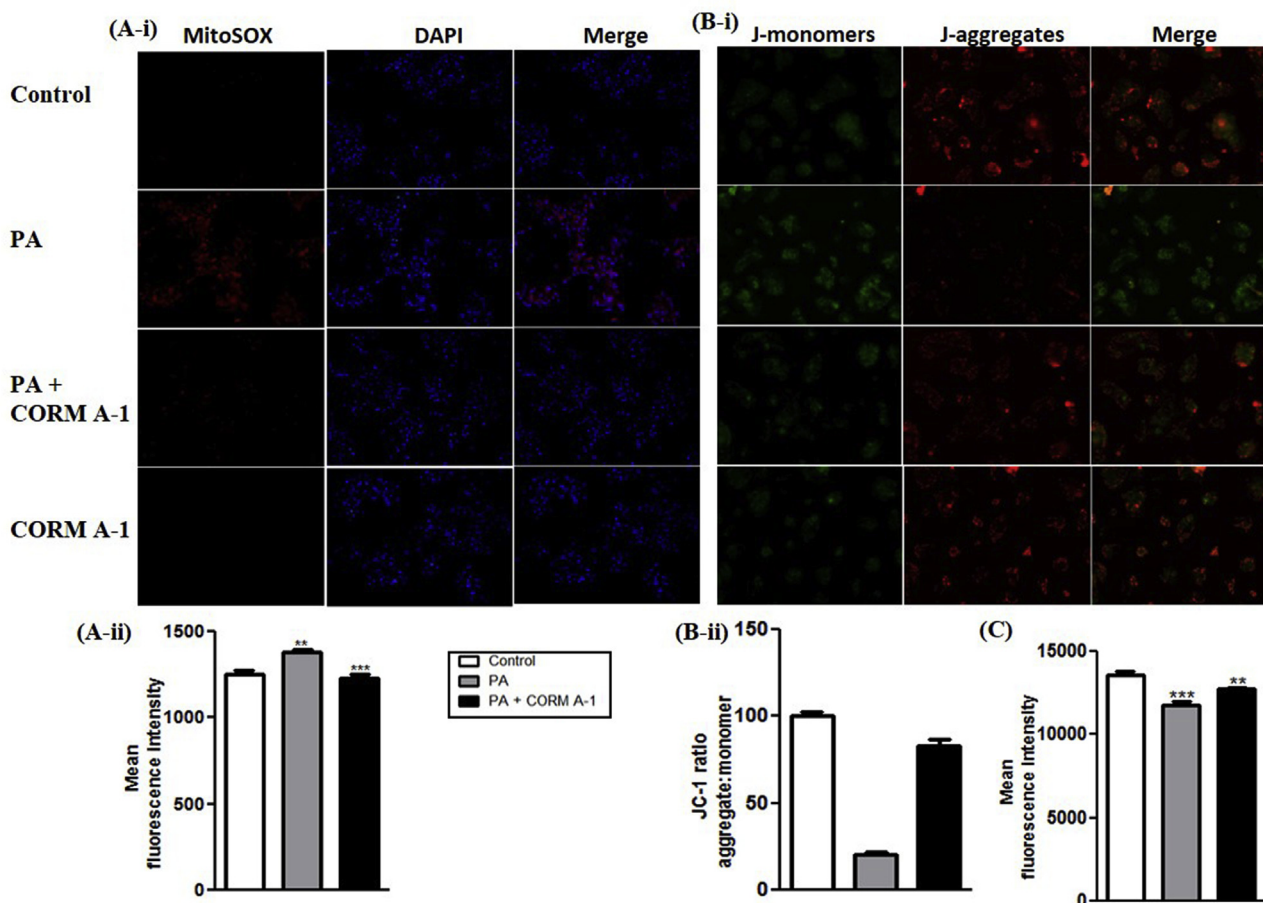 (A-i)
(B-i)
MitoSOX DAPI Merge
J-monomers J-aggregates Merge
Control
PA
PA +
CORM A-1
CORM A-1
(A-ii)
Mean
fluorescence Intensity
1500
1000
500
0
**
***
Control
PA
PA + CORM A-1
(B-ii)
JC-1 ratio
aggregate:monomer
150
100
50
0
(C)
Mean
fluorescence Intensity
15000
10000
5000
0
***
**